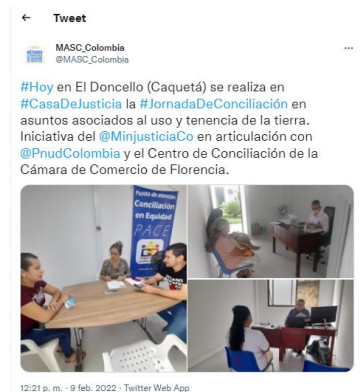 Tweet
MASC_Colombia
@MASC_Colombia
#Hoy en El Doncello (Caquetá) se realiza en
#CasaDeJusticia la #JornadaDeConciliación en
asuntos asociados al uso y tenencia de la tierra.
Iniciativa del @MinjusticiaCo en articulación con
@PnudColombia y el Centro de Conciliación de la
Cámara de Comercio de Florencia.
Punto de atención
Conciliación
en Equidad
PACE
12:21 p. m. · 9 feb. 2022 · Twitter Web App